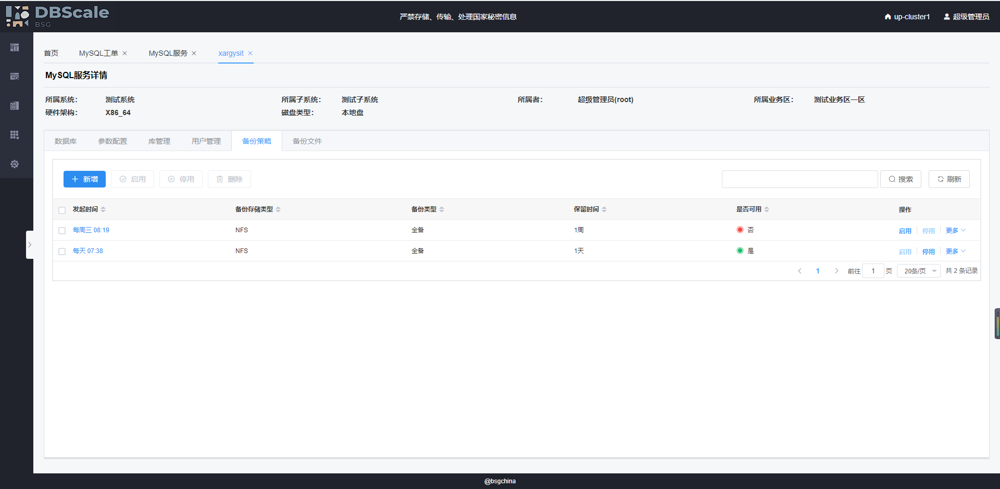 DBScale
BSG
严禁存储、传输、处理国家秘密信息
up-cluster1
超级管理员
首页
MySQL工单
MySQL服务
xargysit
MySQL服务详情
所属系统: 测试系统 所属子系统: 测试子系统 所属者: 超级管理员(root) 所属业务区: 测试业务区一区
硬件架构: X86_64 磁盘类型: 本地盘
数据库 参数配置 库管理 用户管理 备份策略 备份文件
新增 启用 停用 删除 搜索 刷新
发起时间 备份存储类型 备份类型 保留时间 是否可用 操作
每周三 08:19 NFS 全备 1周 否 启用 停用 更多
每天 07:38 NFS 全备 1天 是 启用 停用 更多
1 前往 1 页 20条/页 共 2 条记录
@bsgchina